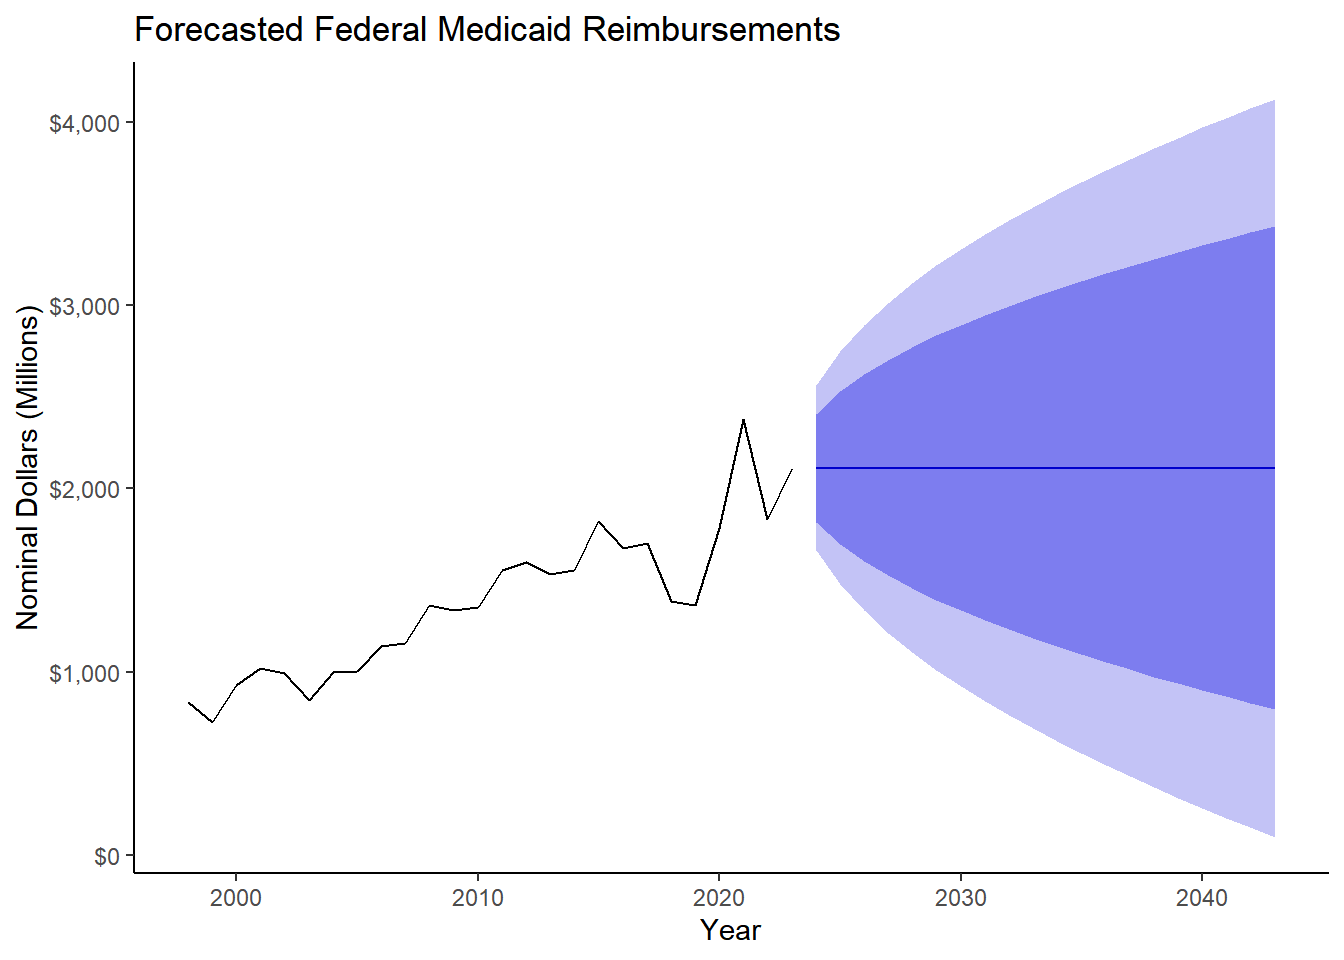 Forecasted Federal Medicaid Reimbursements
Nominal Dollars (Millions)
$4,000
$3,000
$2,000
$1,000
$0
2000 2010 2020 2030 2040
Year